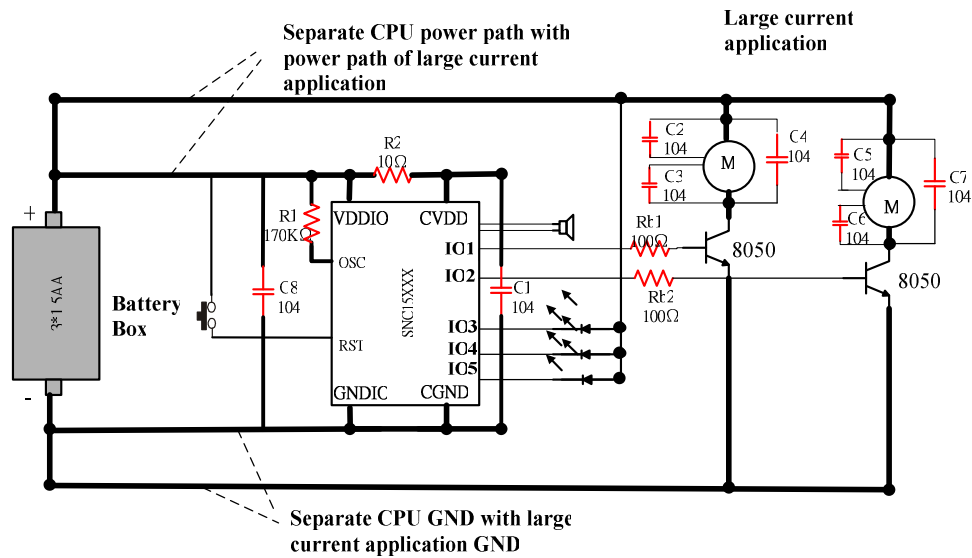 Large current
application
Separate CPU power path with
power path of large current
application
R2
10Ω
C2
104
C4
104
M
C3
104
C5
104
C7
104
M
C6
104
VDDIO
CVDD
R1
170KΩ
OSC
+
3*1.5AA
-
Battery
Box
C8
104
SNC15XXX
C1
104
IO1
IO2
IO3
IO4
IO5
RST
GNDIC
CGND
Rb1
100Ω
Rb2
100Ω
8050
8050
Separate CPU GND with large
current application GND